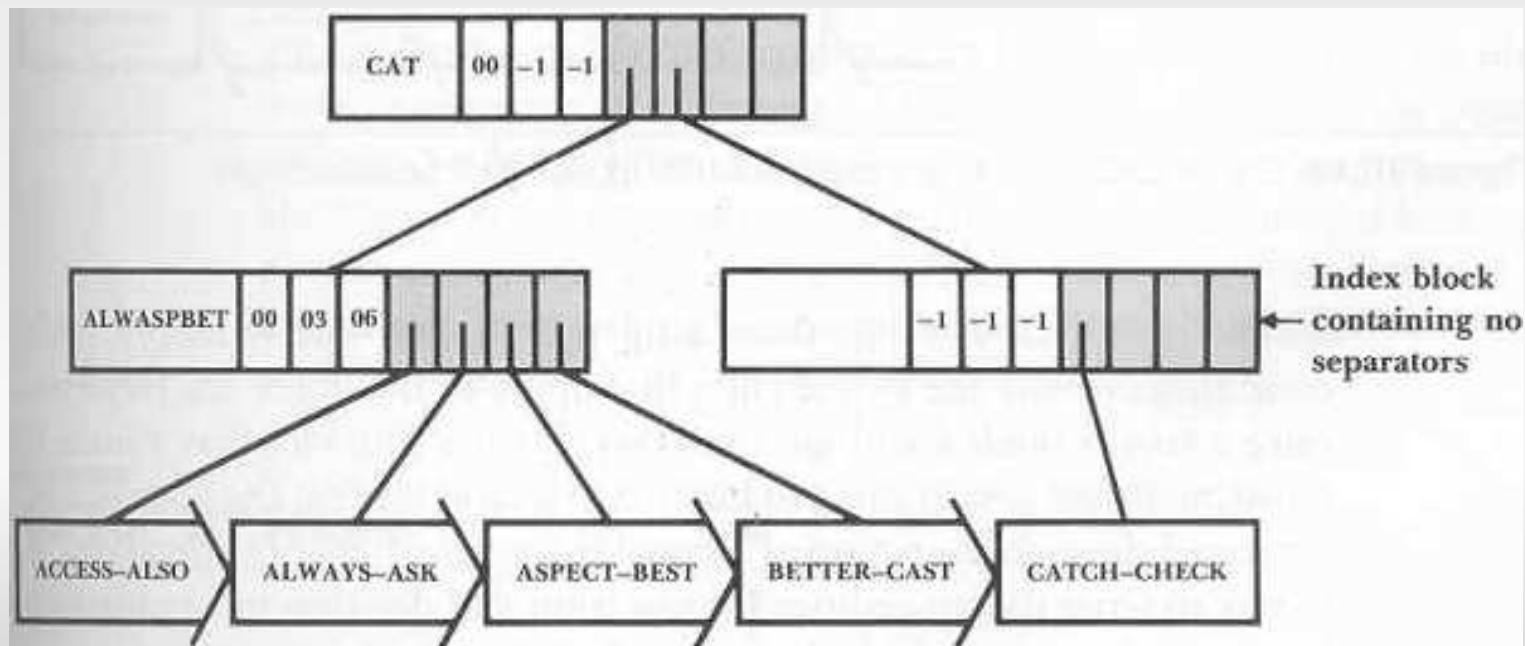 CAT 00 -1 -1
ALWASPBET 00 03 06
-1 -1 -1
Index block
containing no
separators
ACCESS-ALSO ALWAYS-ASK ASPECT-BEST BETTER-CAST CATCH-CHECK